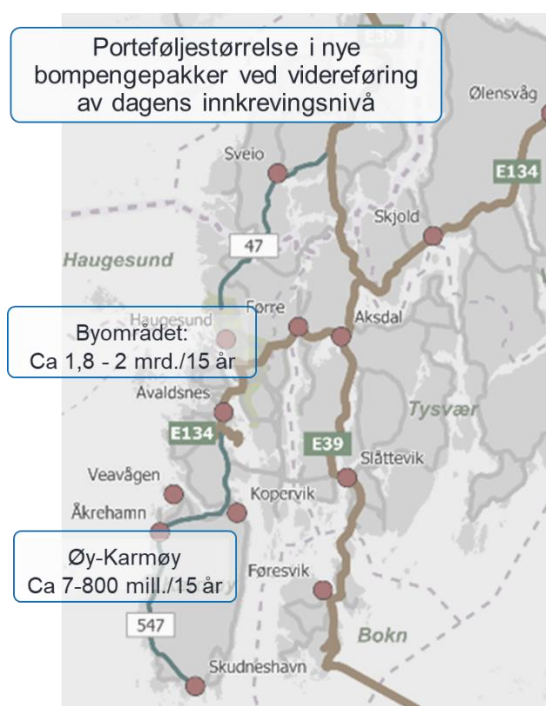 E39
Porteføljestørrelse i nye
bompengepakker ved videreføring
av dagens innkrevingsnivå
Ølensvåg
Sveio
E134
Skjold
47
Haugesund
Haugesund
Førre
Byområdet:
Ca 1,8 - 2 mrd./15 år
Aksdal
Avaldsnes
Tysvær
E134
E39
Slåttevik
Veavågen
Kopervik
Åkrehamn
Øy-Karmøy
Ca 7-800 mill./15 år
Føresvik
547
Bokn
Skudneshavn